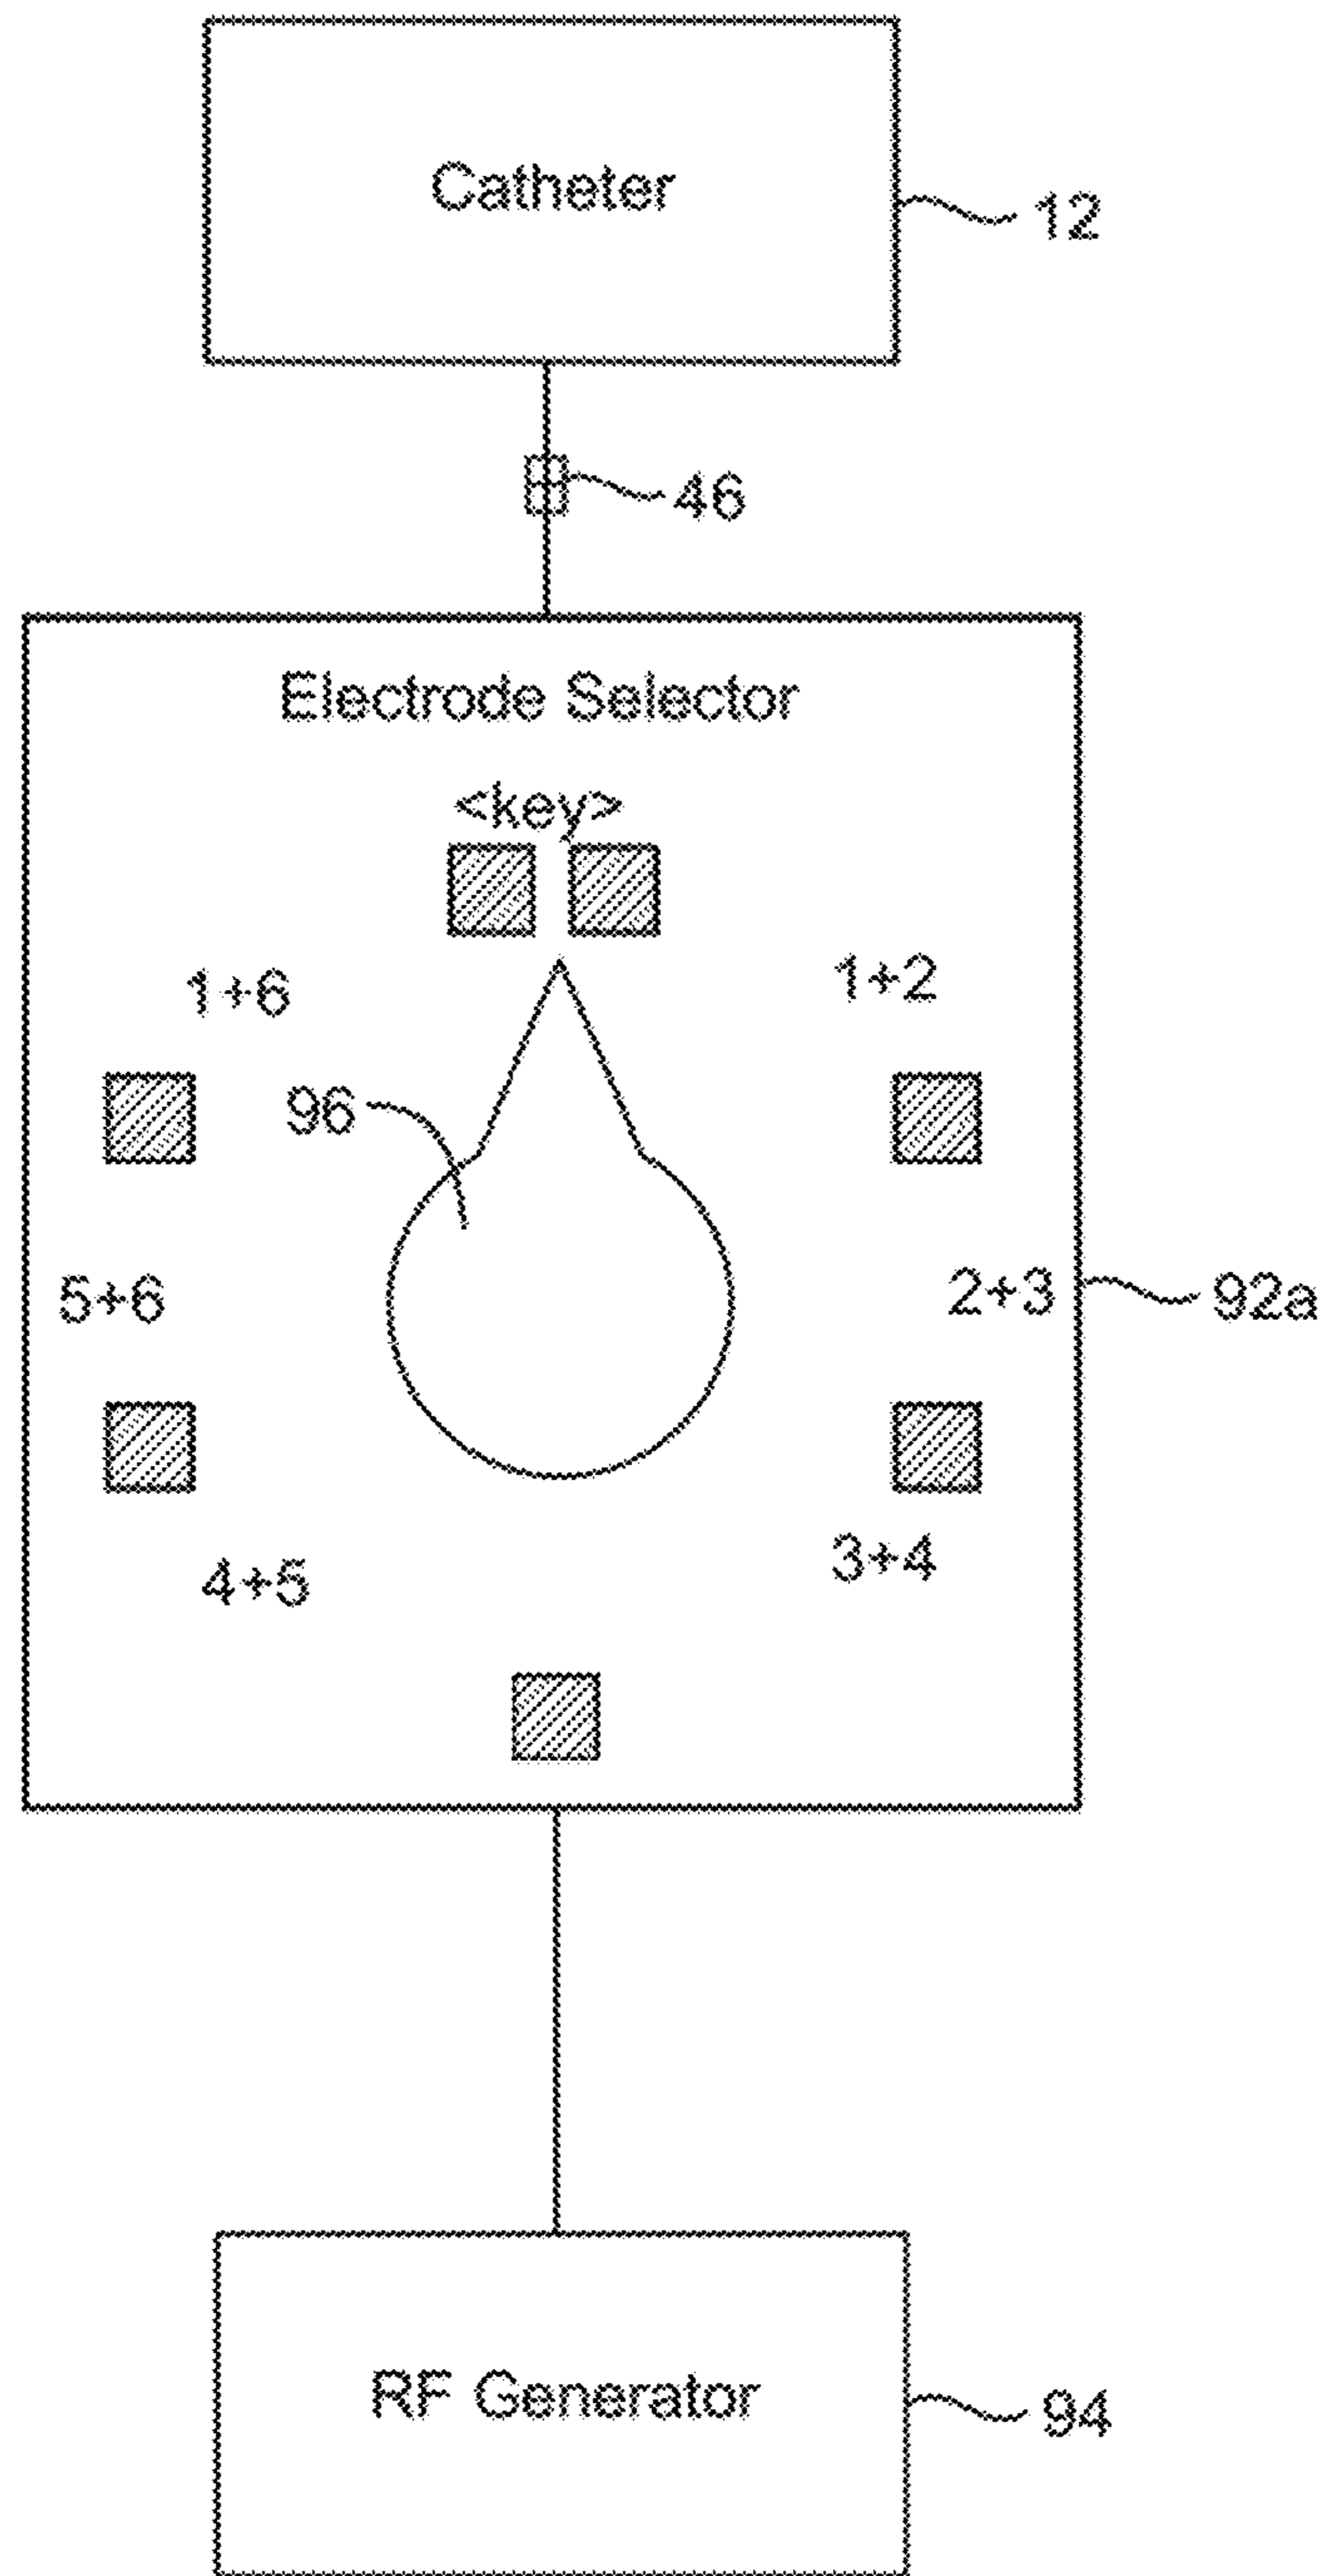 Catheter
12
46
Electrode Selector
<key>
1+6
1+2
96
5+6
2+3
92a
4+5
3+4
RF Generator
94